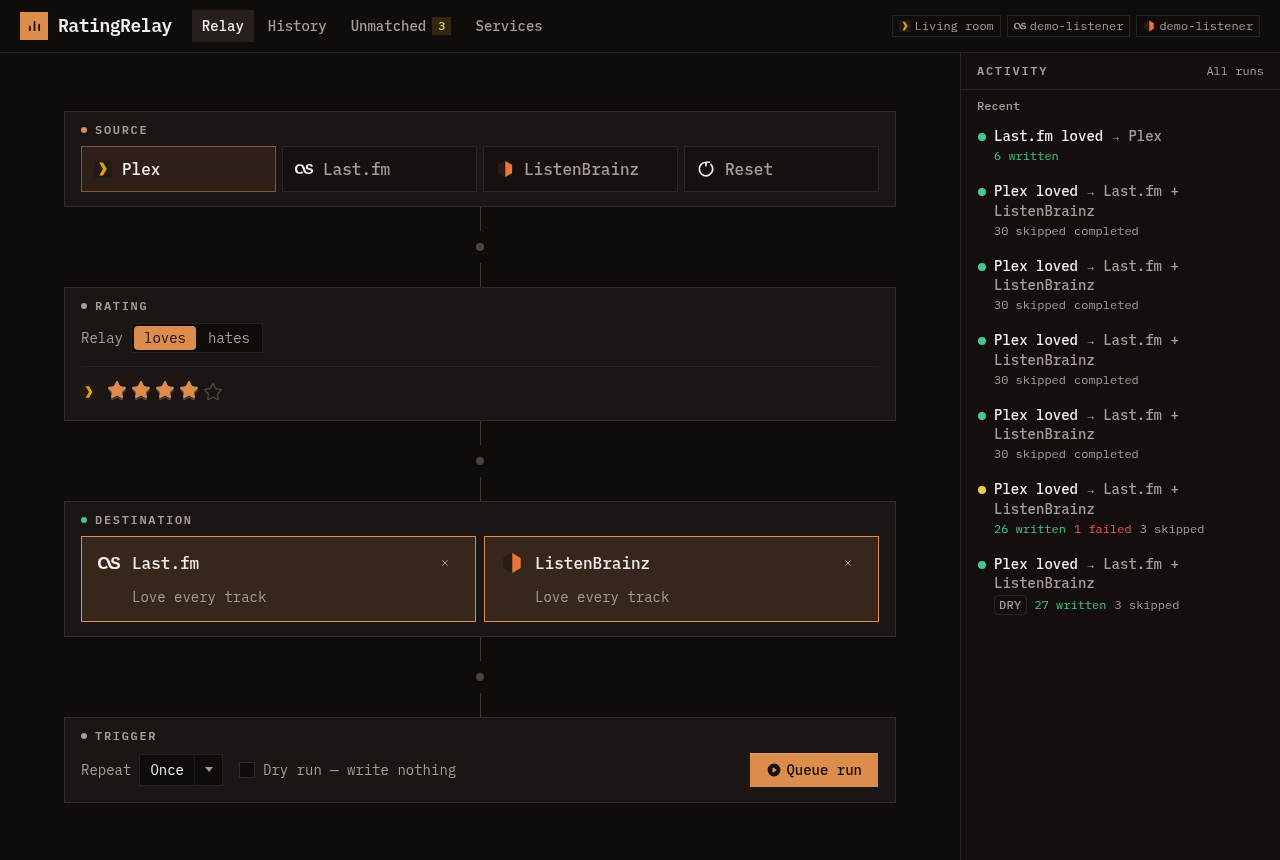 RatingRelay
Relay
History
Unmatched 3
Services
Living room
demo-listener
demo-listener
SOURCE
Plex
Last.fm
ListenBrainz
Reset
RATING
Relay loves hates
DESTINATION
Last.fm ×
Love every track
ListenBrainz ×
Love every track
TRIGGER
Repeat Once
Dry run — write nothing
Queue run
ACTIVITY
All runs
Recent
Last.fm loved → Plex
6 written
Plex loved → Last.fm +
ListenBrainz
30 skipped completed
Plex loved → Last.fm +
ListenBrainz
30 skipped completed
Plex loved → Last.fm +
ListenBrainz
30 skipped completed
Plex loved → Last.fm +
ListenBrainz
30 skipped completed
Plex loved → Last.fm +
ListenBrainz
26 written 1 failed 3 skipped
Plex loved → Last.fm +
ListenBrainz
DRY 27 written 3 skipped